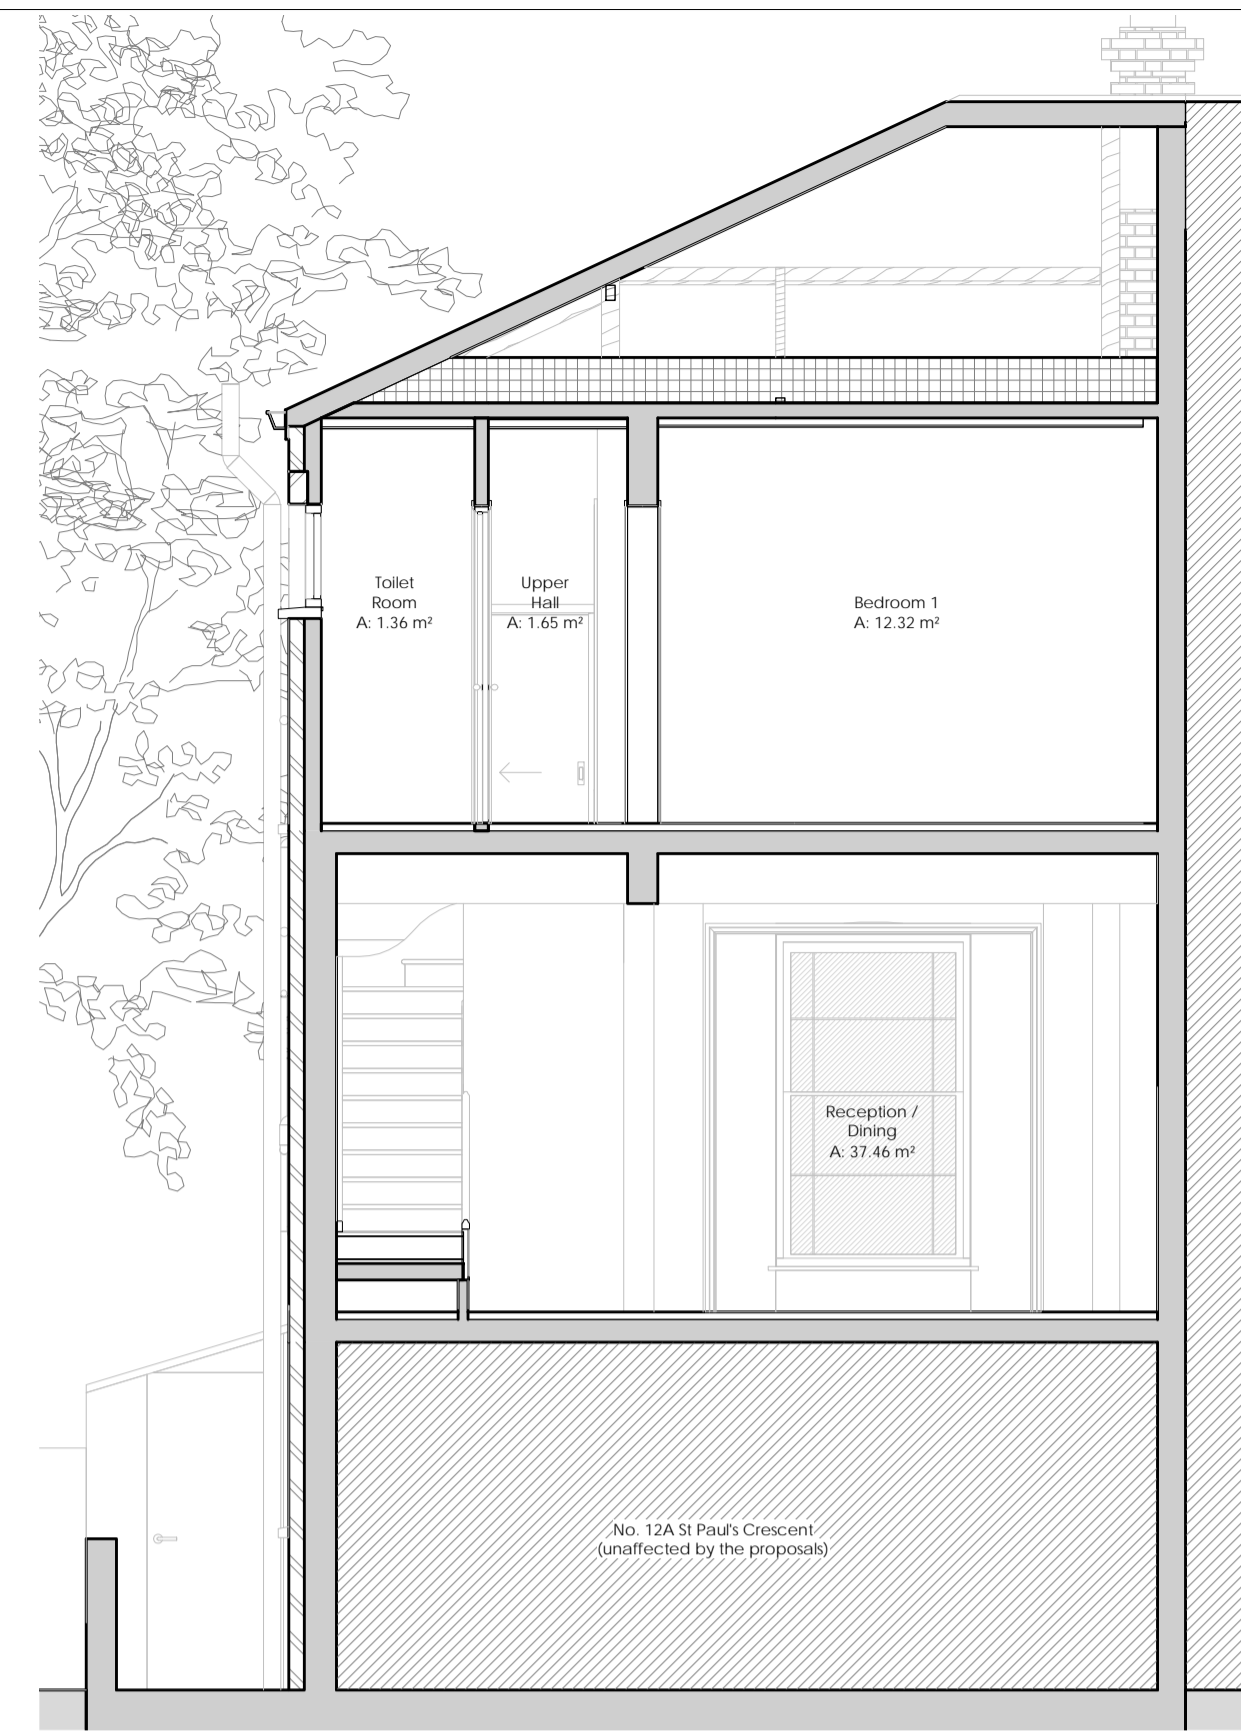 Toilet
Room
A: 1.36 m²
Upper
Hall
A: 1.65 m²
Bedroom 1
A: 12.32 m²
Reception /
Dining
A: 37.46 m²
No. 12A St Paul's Crescent
(unaffected by the proposals)